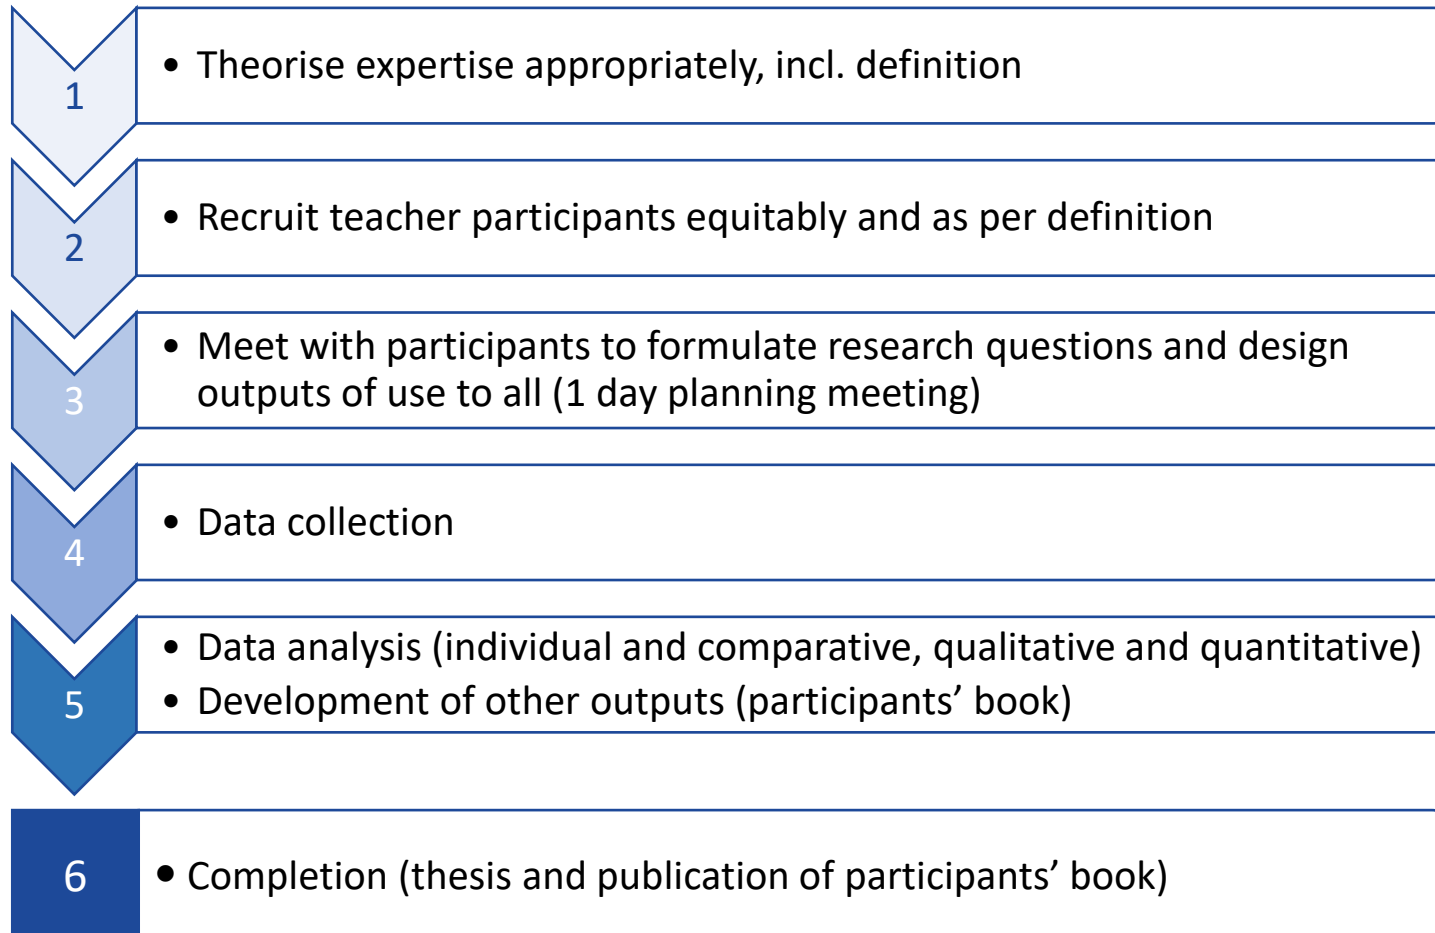 1
• Theorise expertise appropriately, incl. definition
2
• Recruit teacher participants equitably and as per definition
3
• Meet with participants to formulate research questions and design
outputs of use to all (1 day planning meeting)
4
• Data collection
5
• Data analysis (individual and comparative, qualitative and quantitative)
• Development of other outputs (participants’ book)
6
• Completion (thesis and publication of participants’ book)